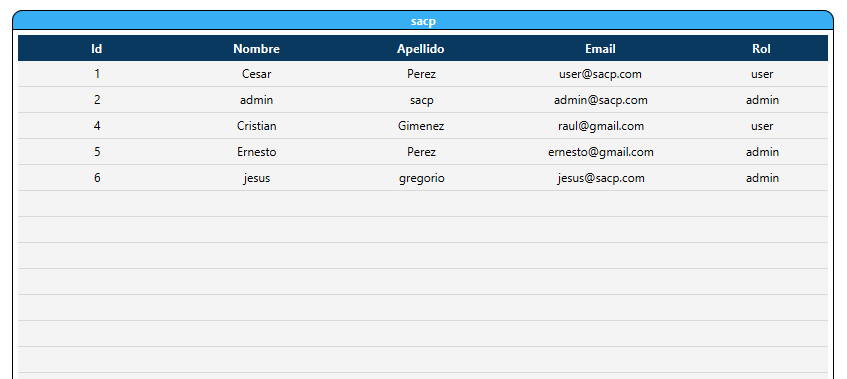 sacp
Id Nombre Apellido Email Rol
1 Cesar Perez user@sacp.com user
2 admin sacp admin@sacp.com admin
4 Cristian Gimenez raul@gmail.com user
5 Ernesto Perez ernesto@gmail.com admin
6 jesus gregorio jesus@sacp.com admin